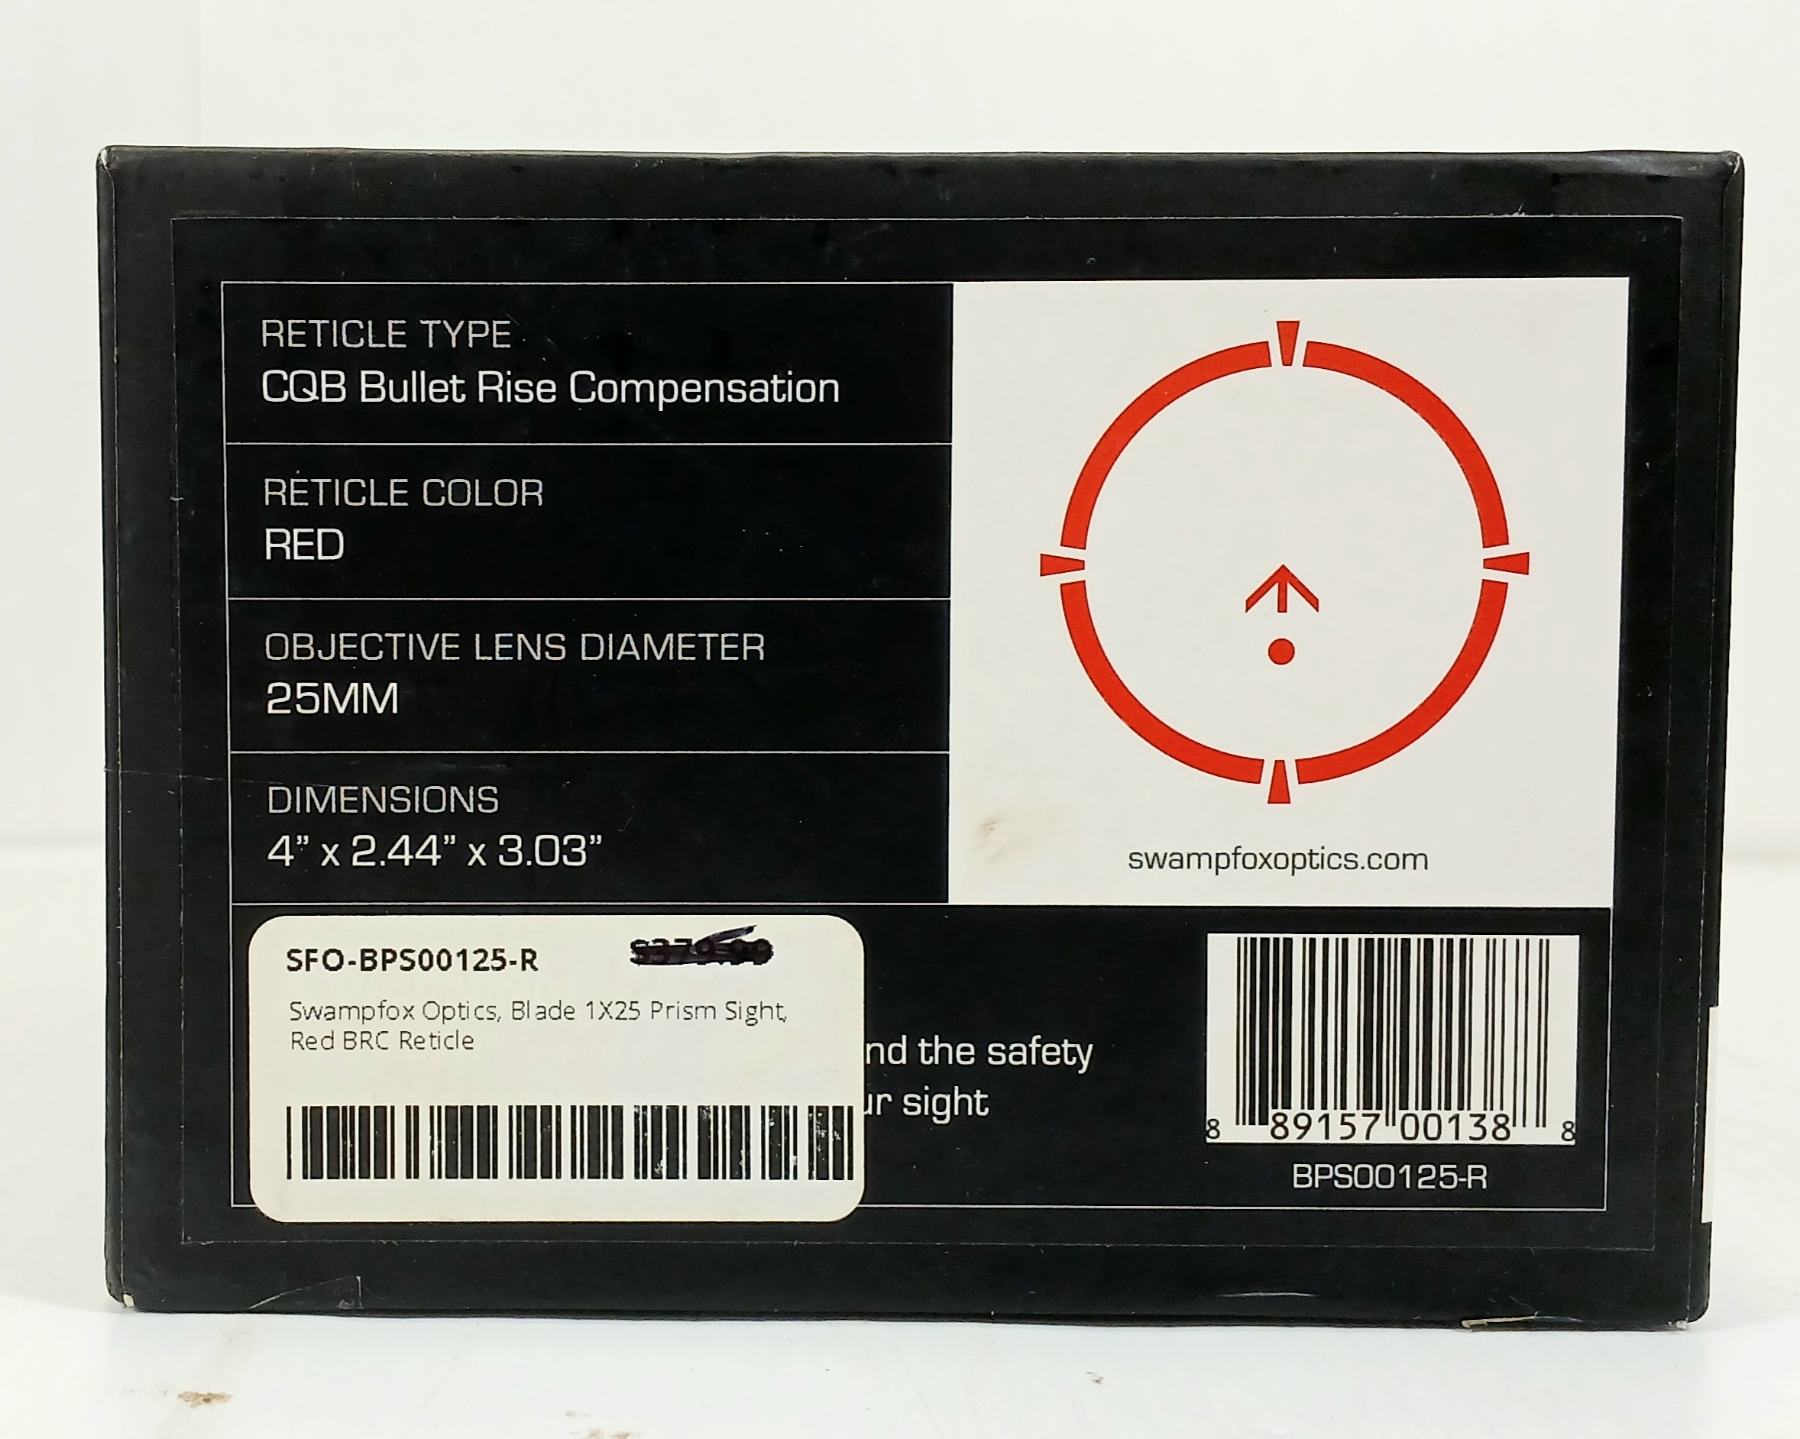 RETICLE TYPE
CQB Bullet Rise Compensation
RETICLE COLOR
RED
OBJECTIVE LENS DIAMETER
25MM
DIMENSIONS
4” x 2.44” x 3.03”
swampfoxoptics.com
SFO-BPS00125-R
Swampfox Optics, Blade 1X25 Prism Sight,
Red BRC Reticle
nd the safety
ur sight
8 89157 00138 8
BPS00125-R